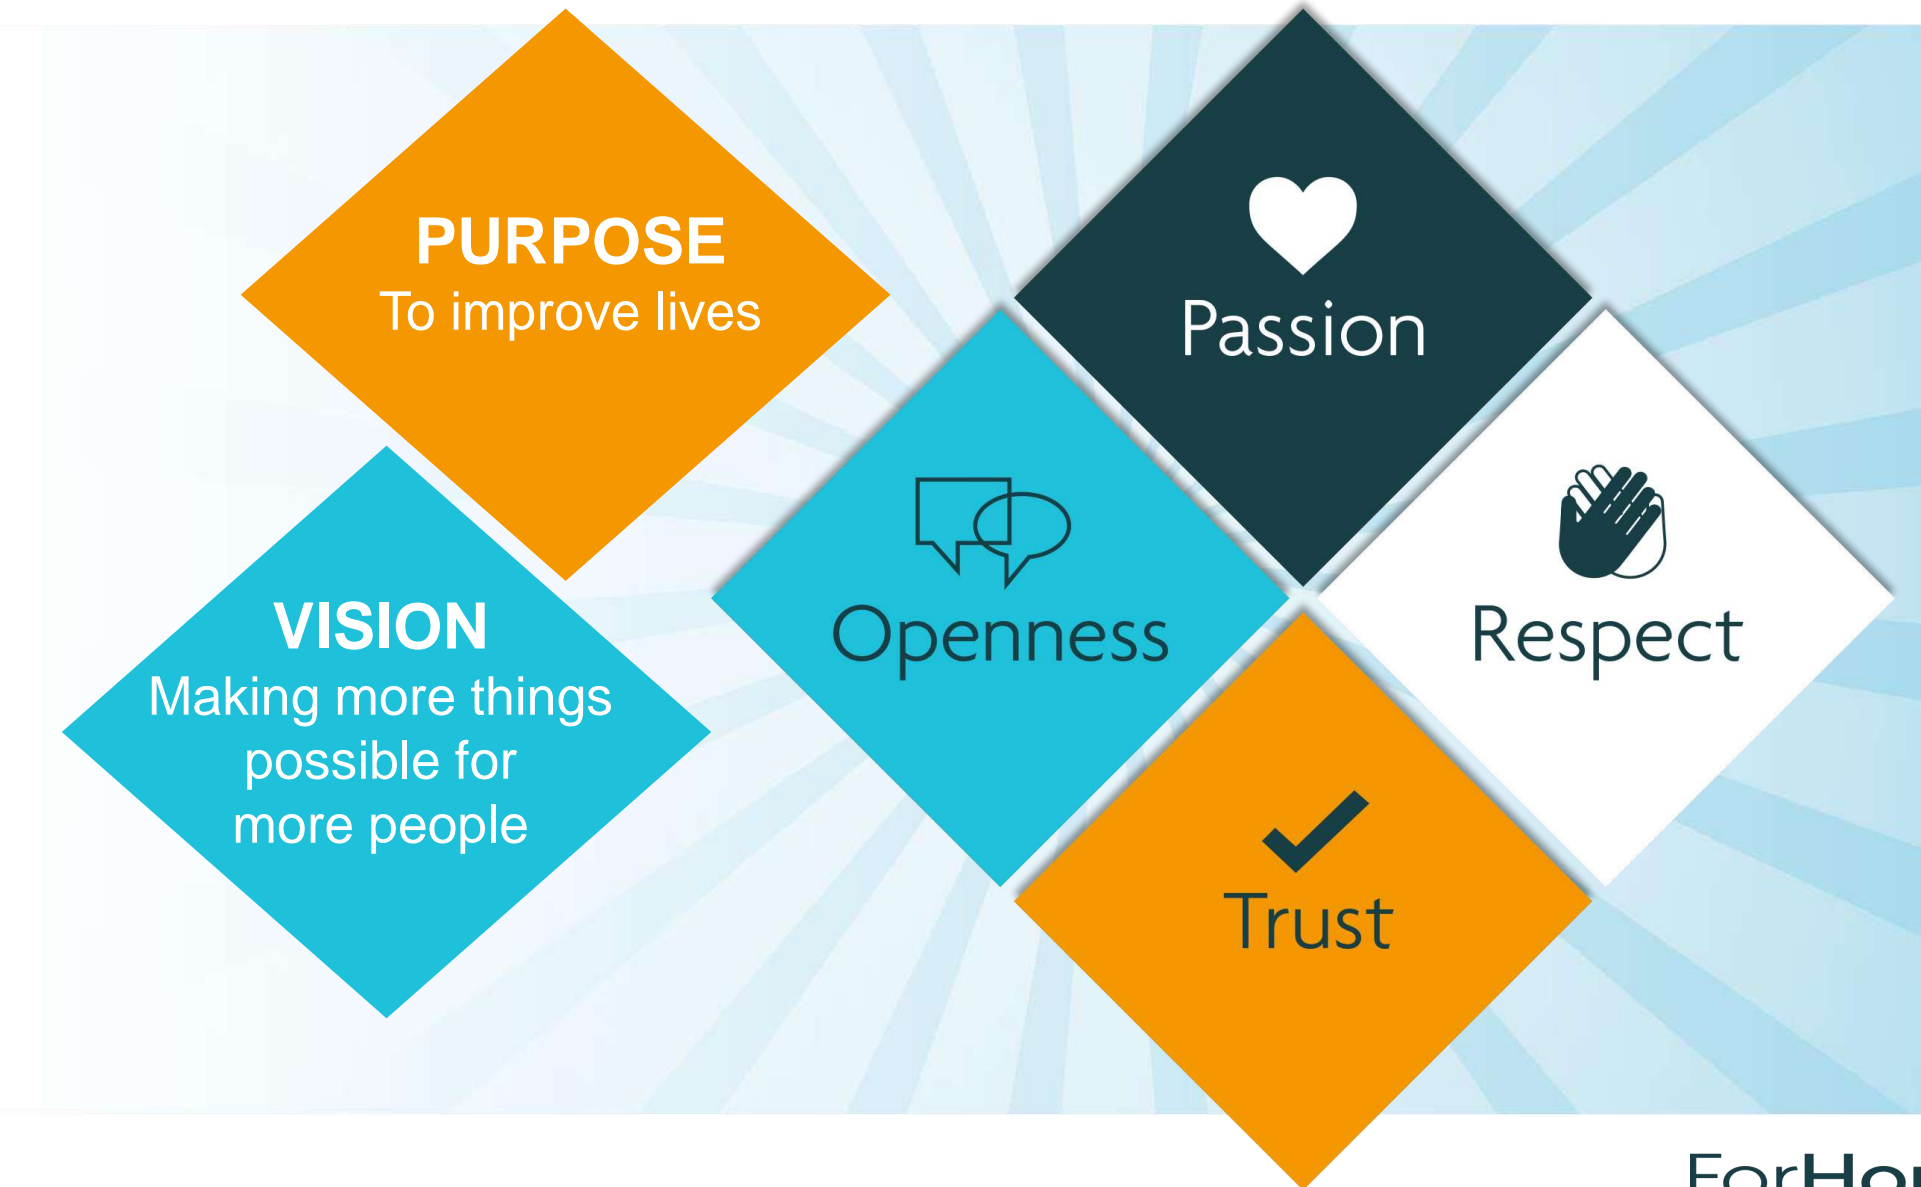 PURPOSE
To improve lives
VISION
Making more things
possible for
more people
Passion
Openness
Respect
Trust